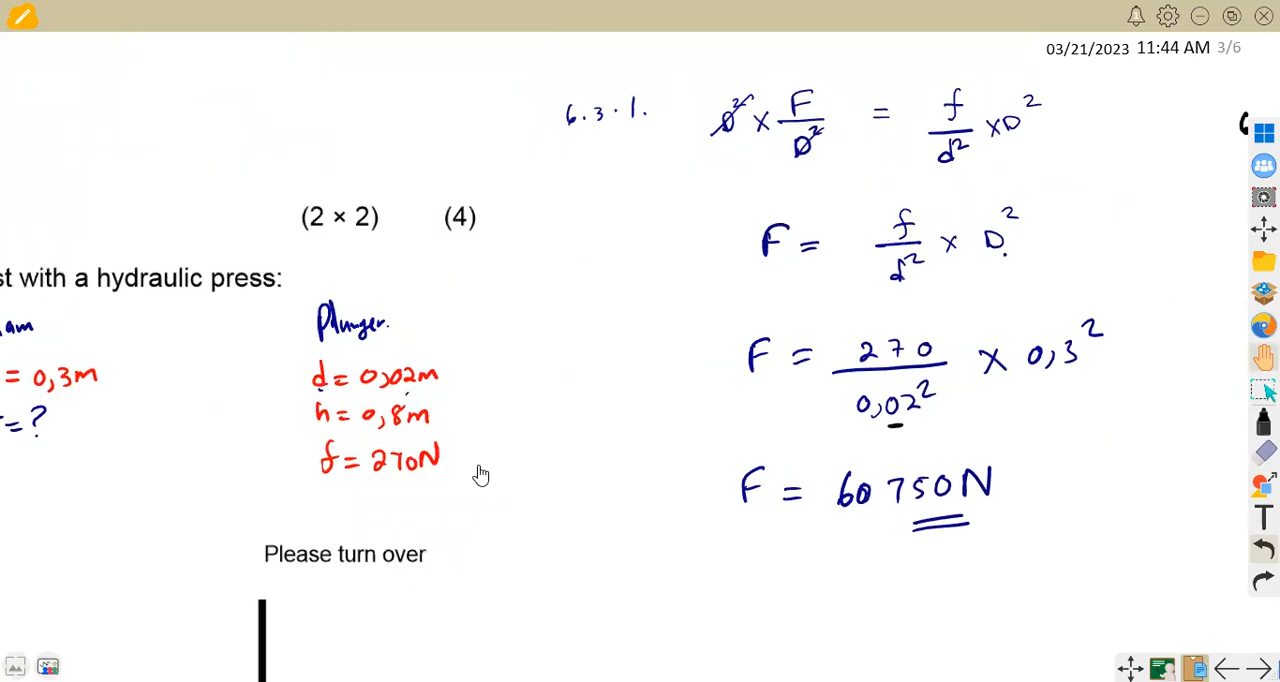 03/21/2023 11:44 AM 3/6
6.3.1. D² × F/D² = f/d² × D²
(2 × 2) (4)
F = f/d² × D²
st with a hydraulic press:
am Plunger.
= 0,3m d = 0,02m
F = 270/0,02² × 0,3²
= ? h = 0,8m
f = 270N
F = 60 750N
Please turn over
T